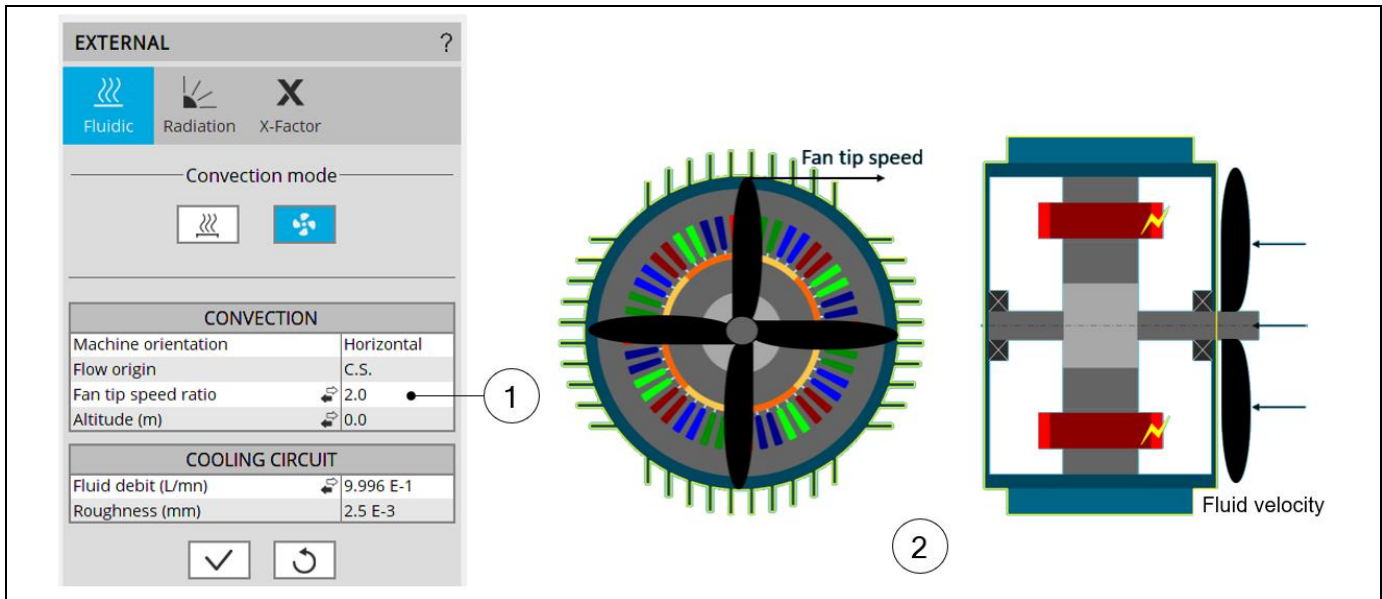 EXTERNAL ?
Fluidic Radiation X-Factor
Convection mode
CONVECTION
Machine orientation Horizontal
Flow origin C.S.
Fan tip speed ratio 2.0
Altitude (m) 0.0
COOLING CIRCUIT
Fluid debit (L/mn) 9.996 E-1
Roughness (mm) 2.5 E-3
1
Fan tip speed
Fluid velocity
2